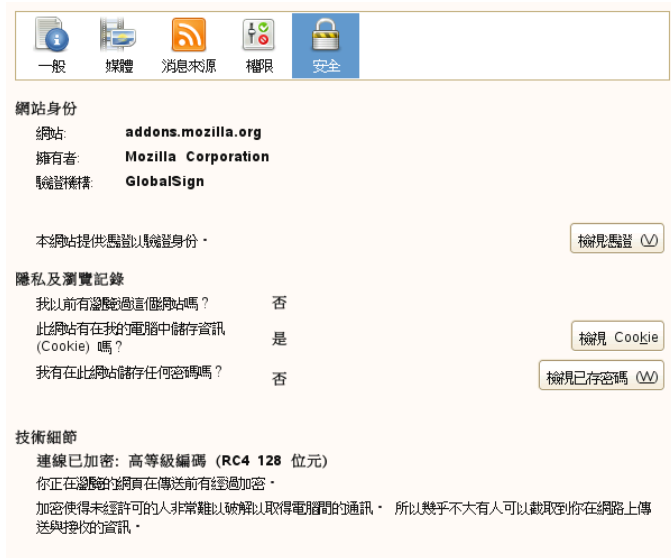 一般 媒體 消息來源 權限 安全
網站身份
網站: addons.mozilla.org
擁有者: Mozilla Corporation
驗證機構: GlobalSign
本網站提供憑證以驗證身份。
檢視憑證 (V)
隱私及瀏覽記錄
我以前有瀏覽過這個網站嗎？ 否
此網站有在我的電腦中儲存資訊
(Cookie) 嗎？ 是
檢視 Cookie
我有在此網站儲存任何密碼嗎？ 否
檢視已存密碼 (W)
技術細節
連線已加密: 高等級編碼 (RC4 128 位元)
你正在瀏覽的網頁在傳送前有經過加密。
加密使得未經許可的人非常難以破解以取得電腦間的通訊。 所以幾乎不大有人可以截取到你在網路上傳
送與接收的資訊。